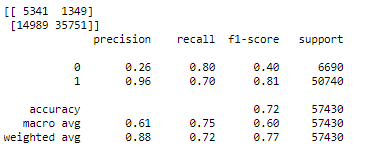 [[ 5341 1349]
[14989 35751]]
precision recall f1-score support
0 0.26 0.80 0.40 6690
1 0.96 0.70 0.81 50740
accuracy 0.72 57430
macro avg 0.61 0.75 0.60 57430
weighted avg 0.88 0.72 0.77 57430